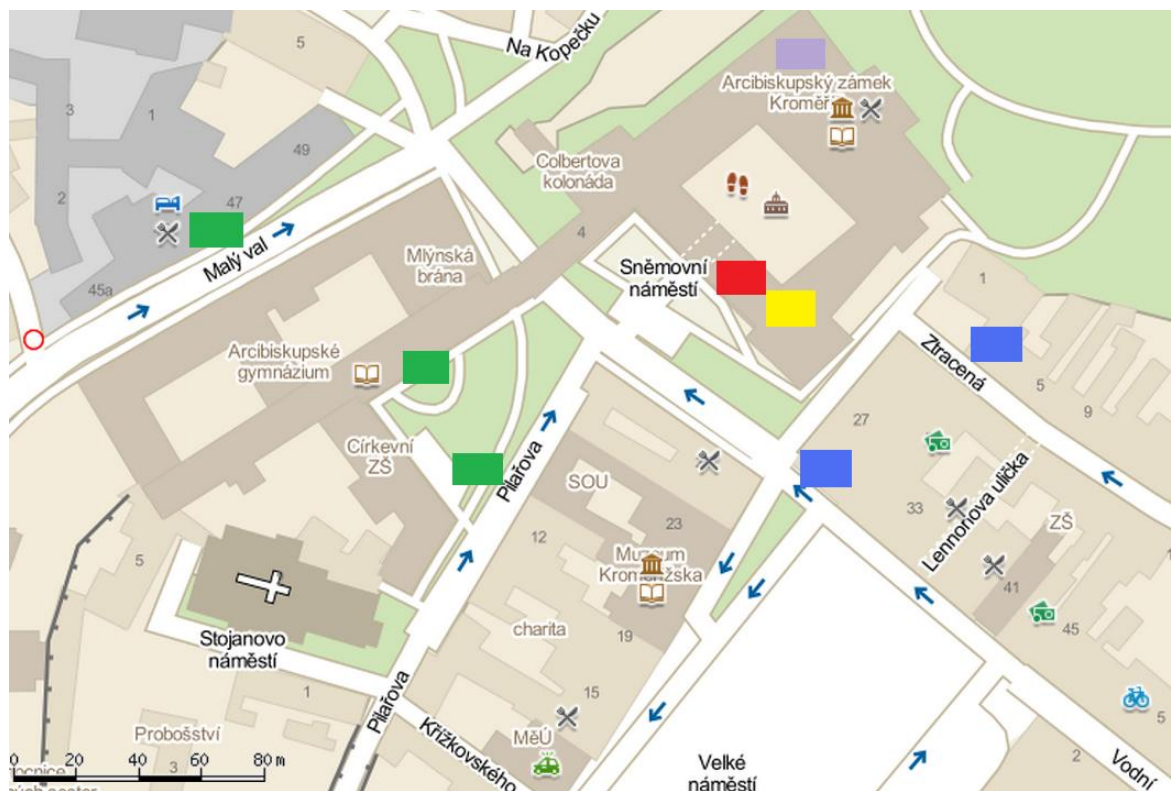 5
Na Kopečku
Arcibiskupský zámek
3
1
49
Colbertova
kolonáda
2
47
4
Malý val
Mlýnská
brána
Sněmovní
náměstí
45a
1
Arcibiskupské
gymnázium
Ztracená
5
9
27
Církevní
ZŠ
Pilařova
SOU
33
Lennonova ulička
ZŠ
23
12
5
Muzeum
Kroměřížska
41
45
charita
19
Stojanovo
náměstí
1
15
5
Pilařova
Probošství
3
Křížkovského
MěÚ
Velké
náměstí
2
Vodní
0 20 40 60 80 m